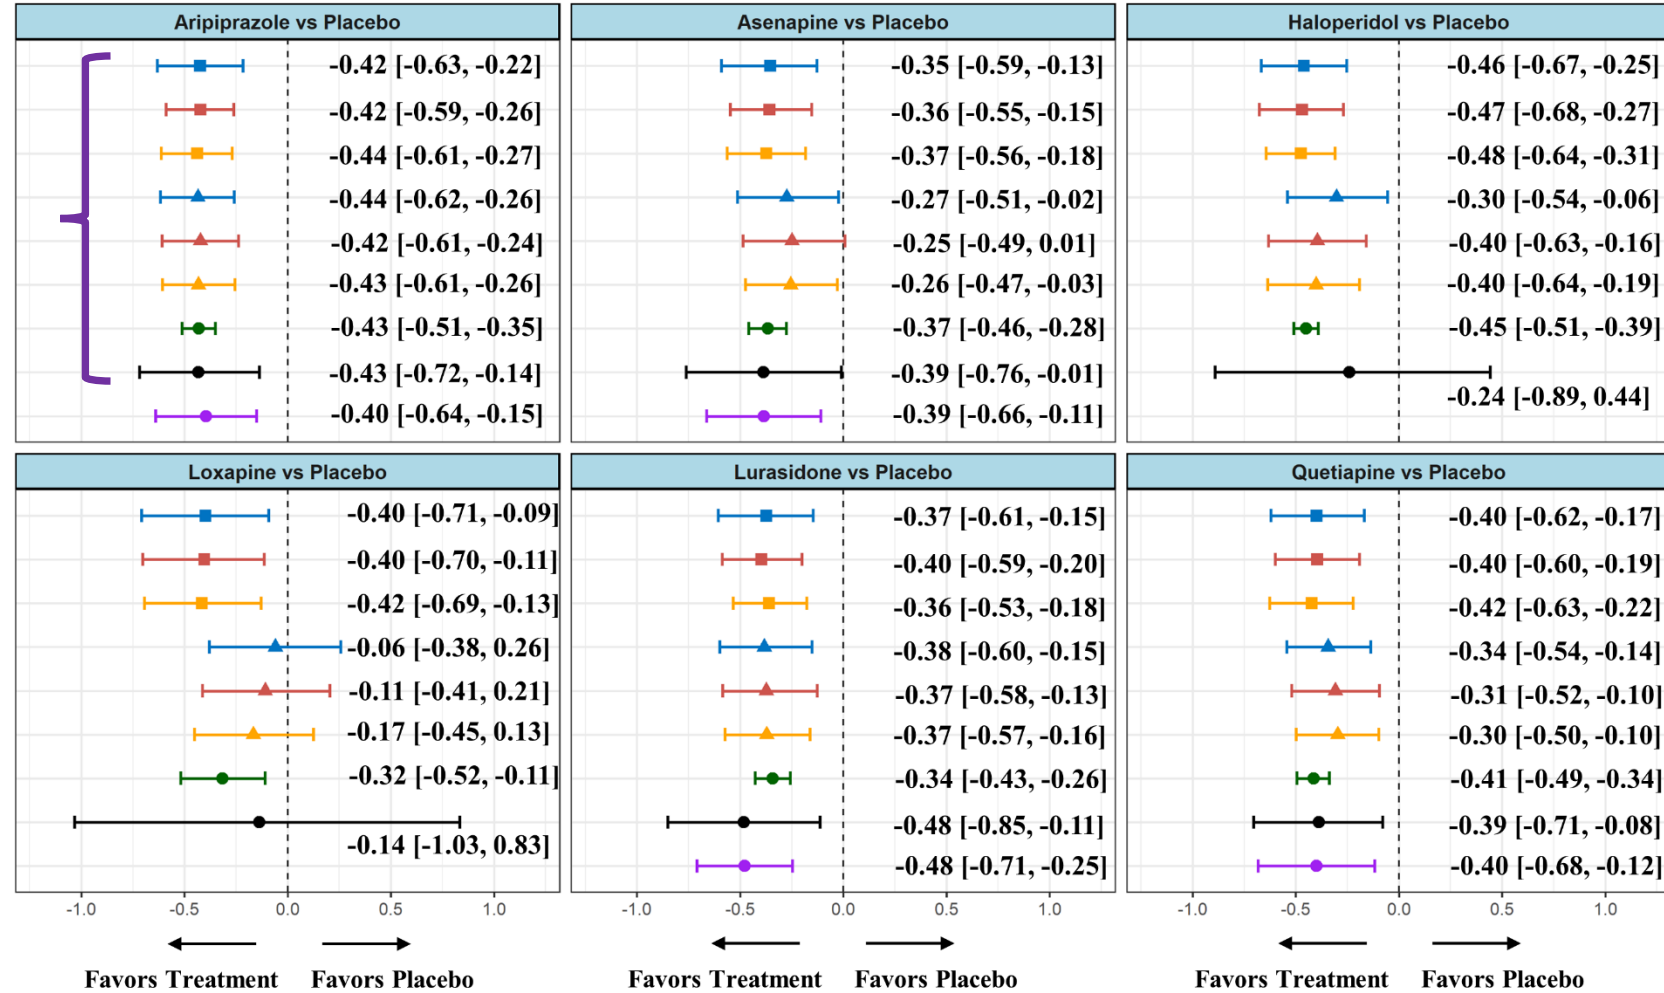 Aripiprazole vs Placebo
-0.42 [-0.63, -0.22]
-0.42 [-0.59, -0.26]
-0.44 [-0.61, -0.27]
-0.44 [-0.62, -0.26]
-0.42 [-0.61, -0.24]
-0.43 [-0.61, -0.26]
-0.43 [-0.51, -0.35]
-0.43 [-0.72, -0.14]
-0.40 [-0.64, -0.15]
Asenapine vs Placebo
-0.35 [-0.59, -0.13]
-0.36 [-0.55, -0.15]
-0.37 [-0.56, -0.18]
-0.27 [-0.51, -0.02]
-0.25 [-0.49, 0.01]
-0.26 [-0.47, -0.03]
-0.37 [-0.46, -0.28]
-0.39 [-0.76, -0.01]
-0.39 [-0.66, -0.11]
Haloperidol vs Placebo
-0.46 [-0.67, -0.25]
-0.47 [-0.68, -0.27]
-0.48 [-0.64, -0.31]
-0.30 [-0.54, -0.06]
-0.40 [-0.63, -0.16]
-0.40 [-0.64, -0.19]
-0.45 [-0.51, -0.39]
-0.24 [-0.89, 0.44]
Loxapine vs Placebo
-0.40 [-0.71, -0.09]
-0.40 [-0.70, -0.11]
-0.42 [-0.69, -0.13]
-0.06 [-0.38, 0.26]
-0.11 [-0.41, 0.21]
-0.17 [-0.45, 0.13]
-0.32 [-0.52, -0.11]
-0.14 [-1.03, 0.83]
-1.0 -0.5 0.0 0.5 1.0
Favors Treatment Favors Placebo
Lurasidone vs Placebo
-0.37 [-0.61, -0.15]
-0.40 [-0.59, -0.20]
-0.36 [-0.53, -0.18]
-0.38 [-0.60, -0.15]
-0.37 [-0.58, -0.13]
-0.37 [-0.57, -0.16]
-0.34 [-0.43, -0.26]
-0.48 [-0.85, -0.11]
-0.48 [-0.71, -0.25]
-1.0 -0.5 0.0 0.5 1.0
Favors Treatment Favors Placebo
Quetiapine vs Placebo
-0.40 [-0.62, -0.17]
-0.40 [-0.60, -0.19]
-0.42 [-0.63, -0.22]
-0.34 [-0.54, -0.14]
-0.31 [-0.52, -0.10]
-0.30 [-0.50, -0.10]
-0.41 [-0.49, -0.34]
-0.39 [-0.71, -0.08]
-0.40 [-0.68, -0.12]
-1.0 -0.5 0.0 0.5 1.0
Favors Treatment Favors Placebo